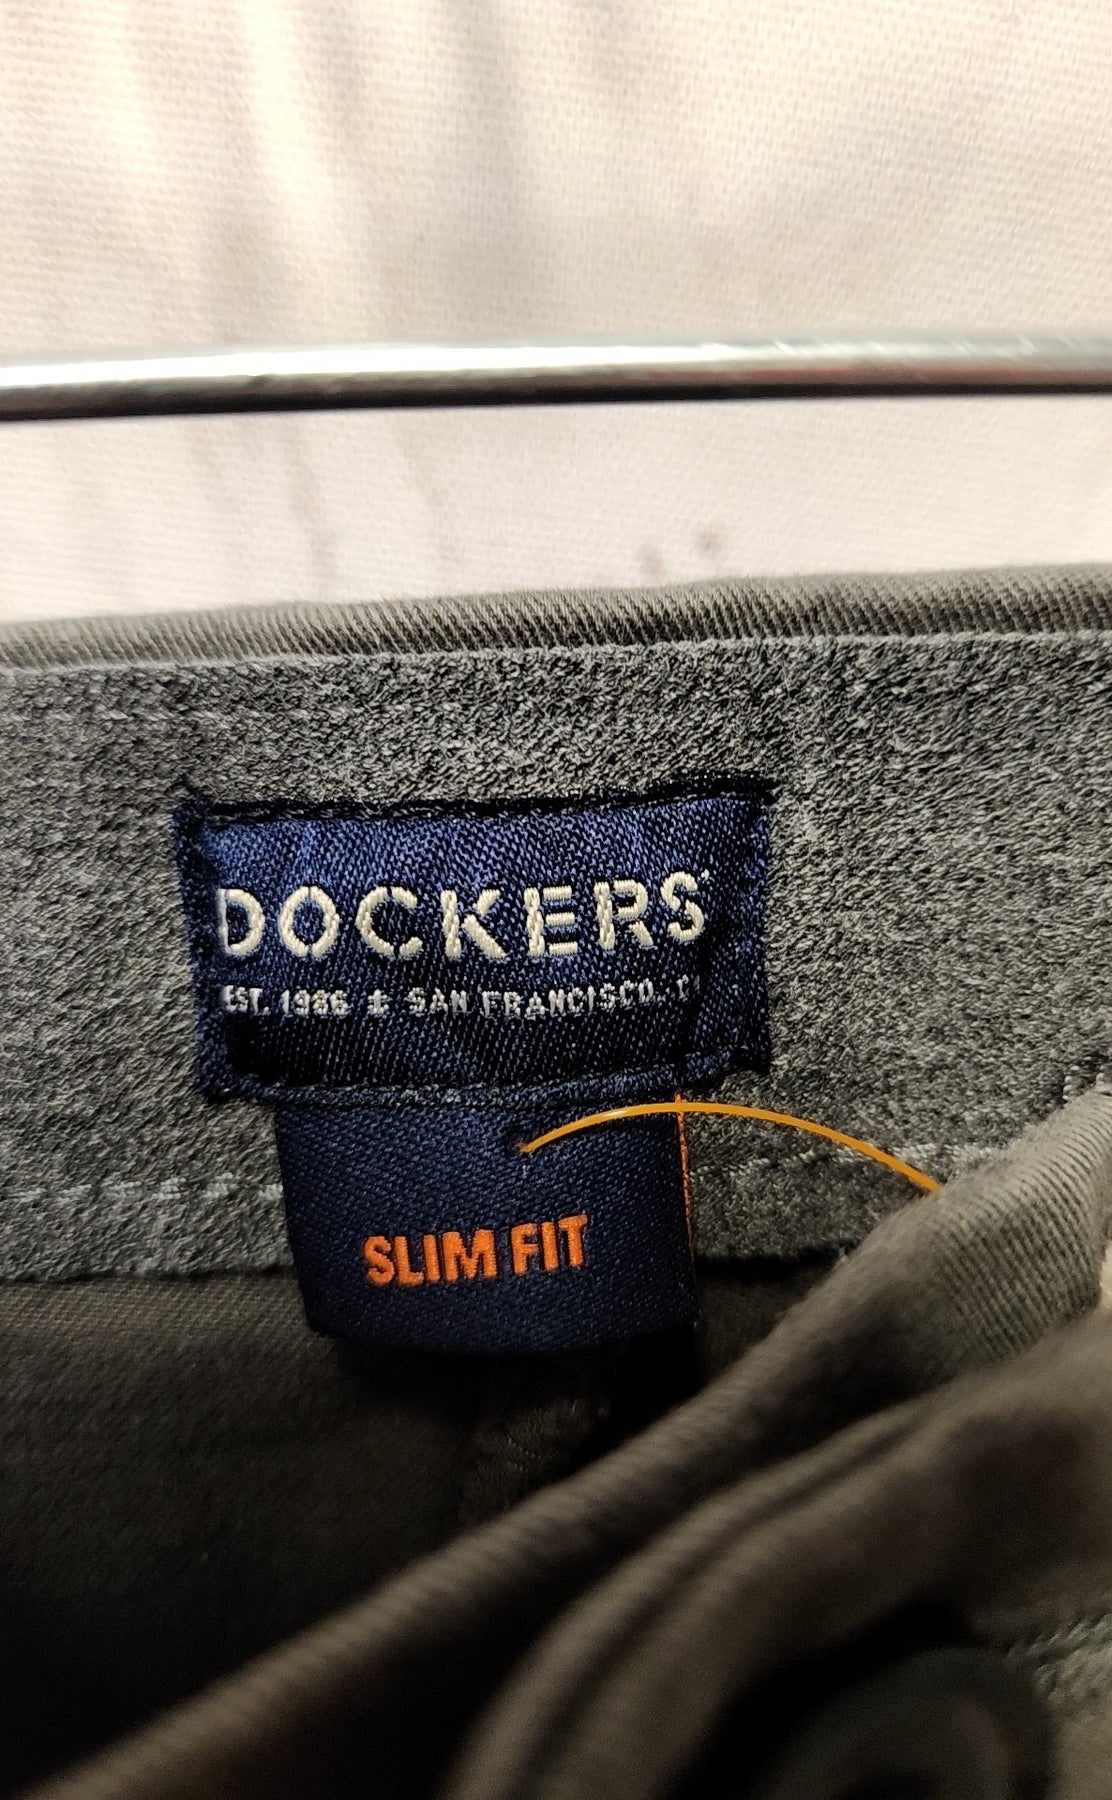 DOCKERS
EST. 1986 SAN FRANCISCO,
SLIM FIT